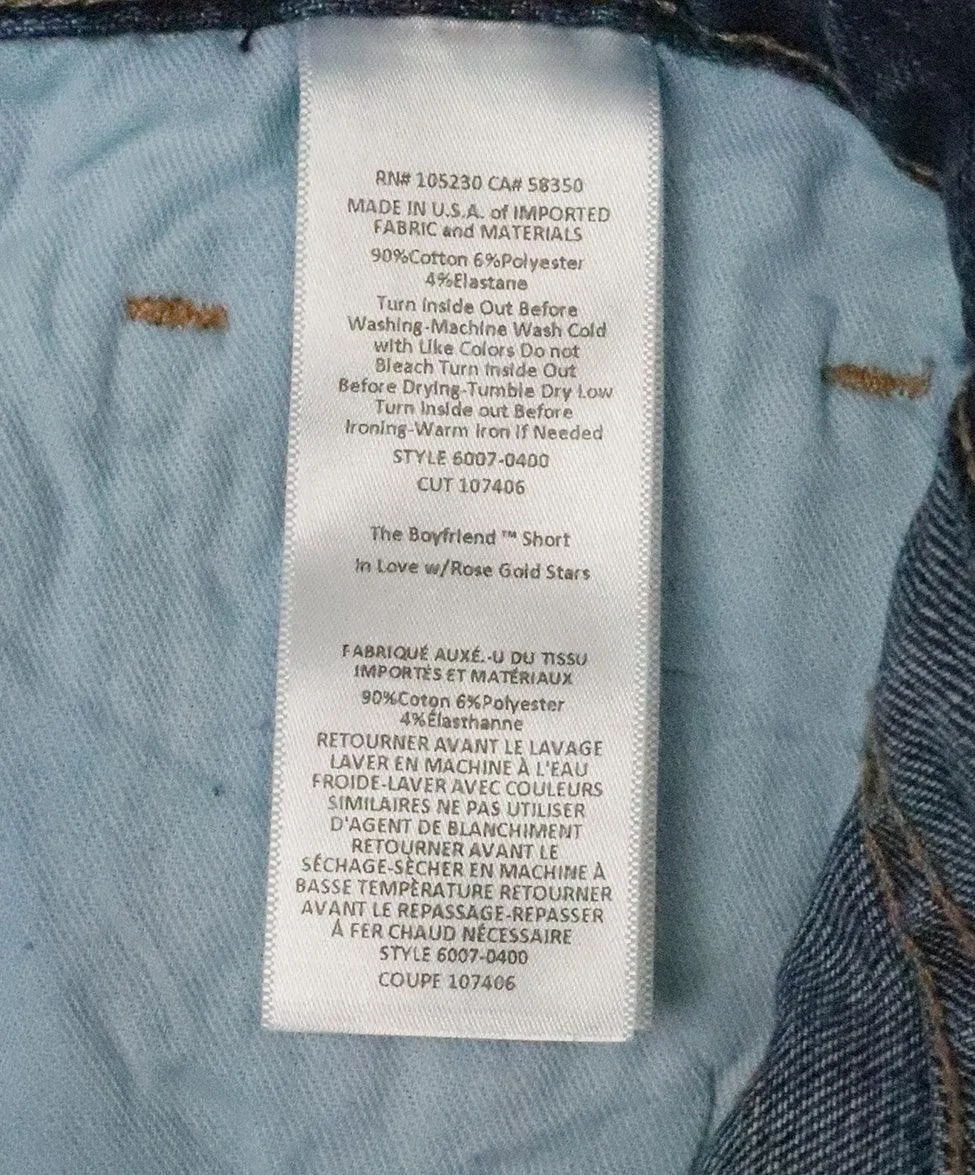 RN# 105230 CA# 58350
MADE IN U.S.A. of IMPORTED
FABRIC and MATERIALS
90%Cotton 6%Polyester
4%Elastane
Turn Inside Out Before
Washing-Machine Wash Cold
with Like Colors Do not
Bleach Turn Inside Out
Before Drying-Tumble Dry Low
Turn Inside out Before
Ironing-Warm Iron If Needed
STYLE 6007-0400
CUT 107406
The Boyfriend ™ Short
In Love w/Rose Gold Stars
FABRIQUÉ AUXÉ.-U DU TISSU
IMPORTÉS ET MATÉRIAUX
90%Coton 6%Polyester
4%Élasthanne
RETOURNER AVANT LE LAVAGE
LAVER EN MACHINE À L'EAU
FROIDE-LAVER AVEC COULEURS
SIMILAIRES NE PAS UTILISER
D'AGENT DE BLANCHIMENT
RETOURNER AVANT LE
SÉCHAGE-SÈCHER EN MACHINE À
BASSE TEMPÈRATURE RETOURNER
AVANT LE REPASSAGE-REPASSER
À FER CHAUD NÉCESSAIRE
STYLE 6007-0400
COUPE 107406